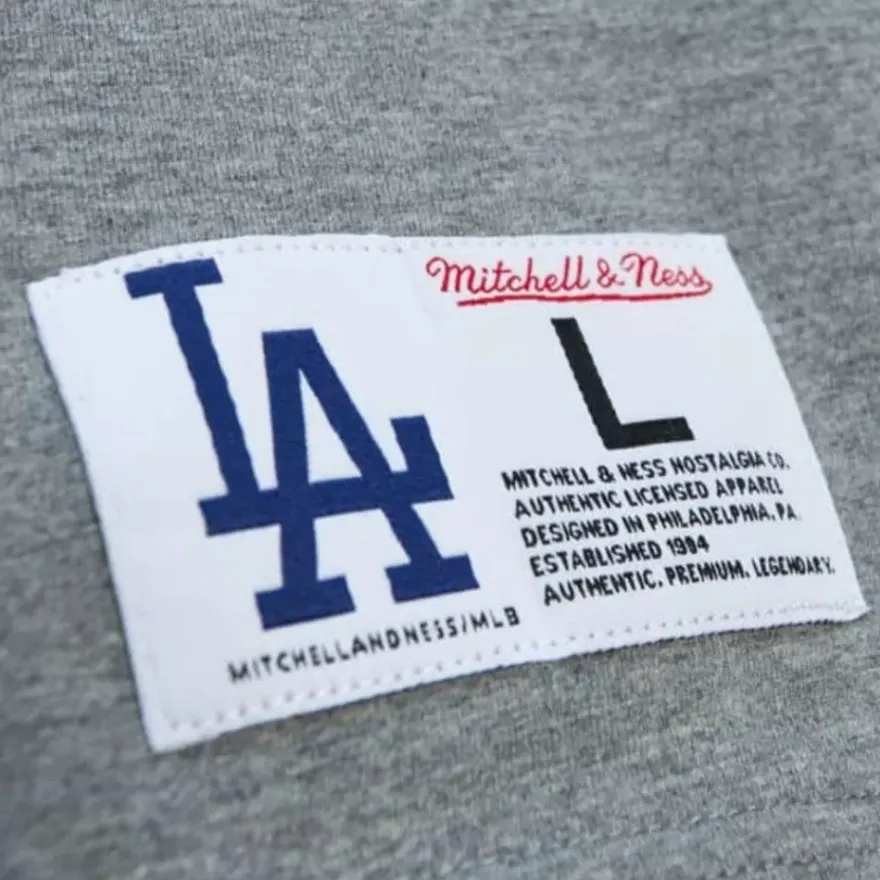 LA
Mitchell & Ness
L
MITCHELL & NESS NOSTALGIA CO.
AUTHENTIC LICENSED APPAREL
DESIGNED IN PHILADELPHIA, PA.
ESTABLISHED 1904
AUTHENTIC. PREMIUM. LEGENDARY.
MITCHELLANDNESS/MLB